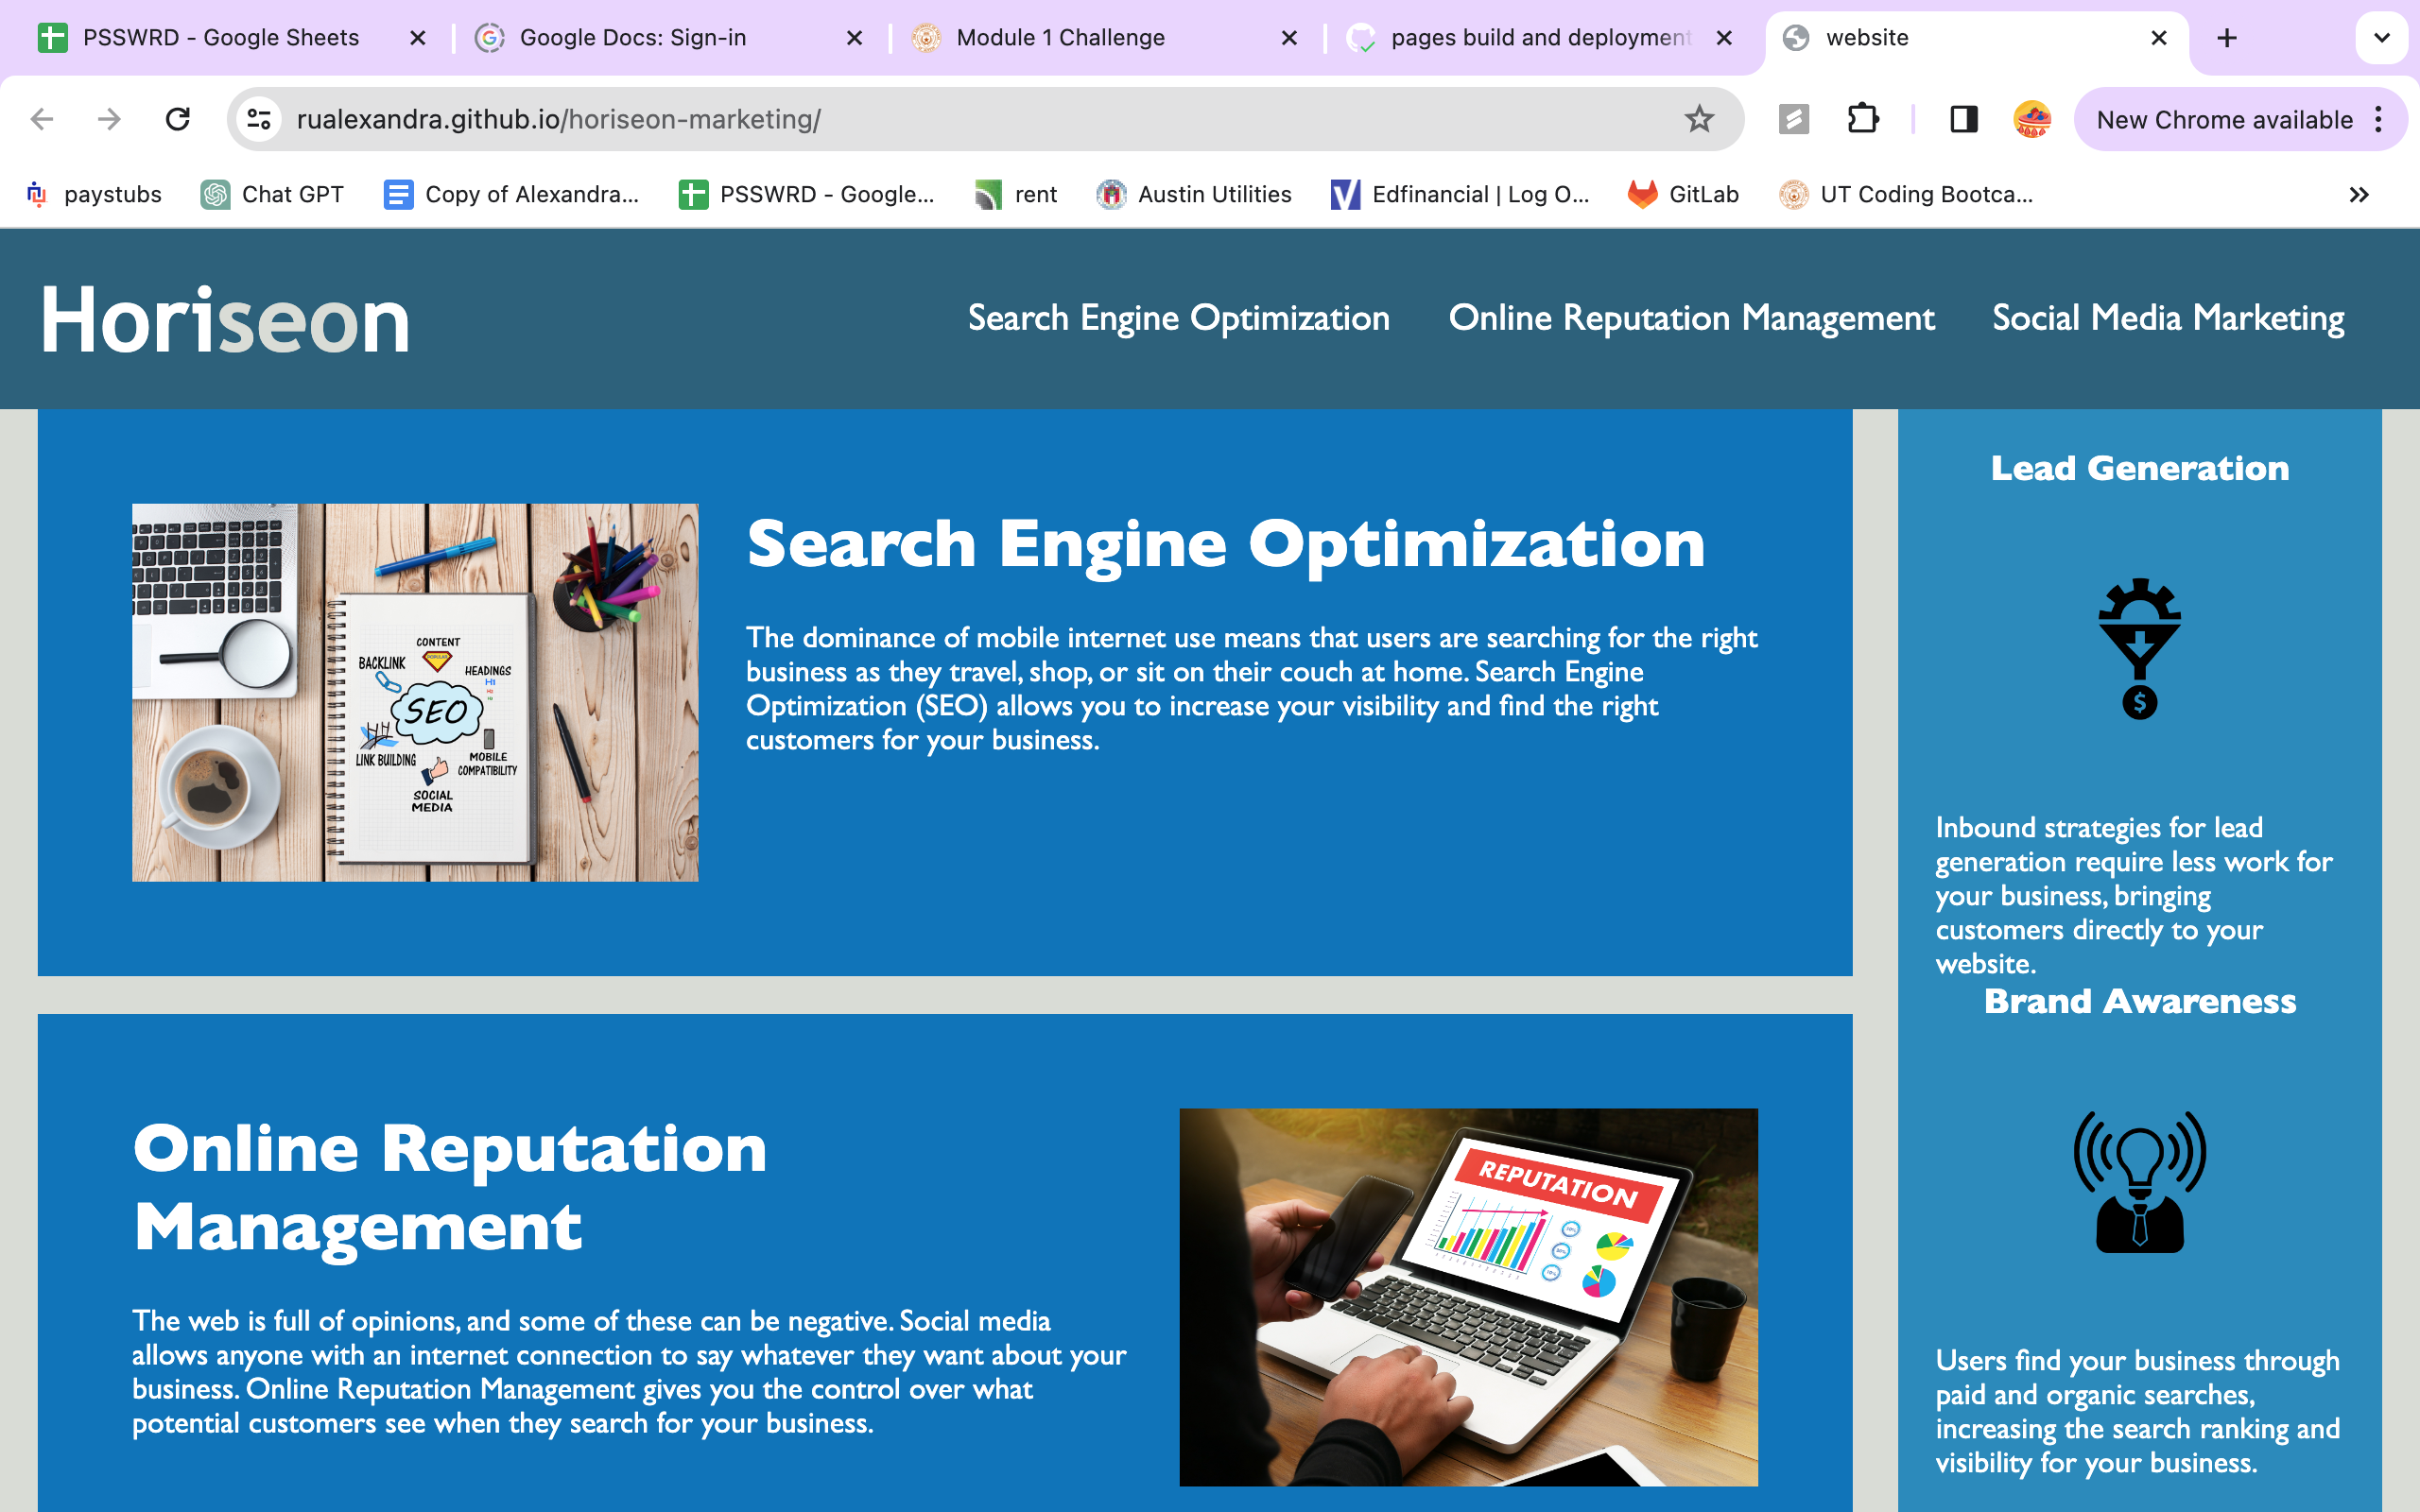 PSSWRD - Google Sheets
Google Docs: Sign-in
Module 1 Challenge
pages build and deployment
website
rualexandra.github.io/horiseon-marketing/
New Chrome available
paystubs
Chat GPT
Copy of Alexandra...
PSSWRD - Google...
rent
Austin Utilities
Edfinancial | Log O...
GitLab
UT Coding Bootca...
Horiseon
Search Engine Optimization
Online Reputation Management
Social Media Marketing
CONTENT
BACKLINK
HEADINGS
H1
SEO
LINK BUILDING
MOBILE
COMPATIBILITY
SOCIAL
MEDIA
Search Engine Optimization
The dominance of mobile internet use means that users are searching for the right
business as they travel, shop, or sit on their couch at home. Search Engine
Optimization (SEO) allows you to increase your visibility and find the right
customers for your business.
Online Reputation
Management
The web is full of opinions, and some of these can be negative. Social media
allows anyone with an internet connection to say whatever they want about your
business. Online Reputation Management gives you the control over what
potential customers see when they search for your business.
REPUTATION
Lead Generation
$
Inbound strategies for lead
generation require less work for
your business, bringing
customers directly to your
website.
Brand Awareness
Users find your business through
paid and organic searches,
increasing the search ranking and
visibility for your business.